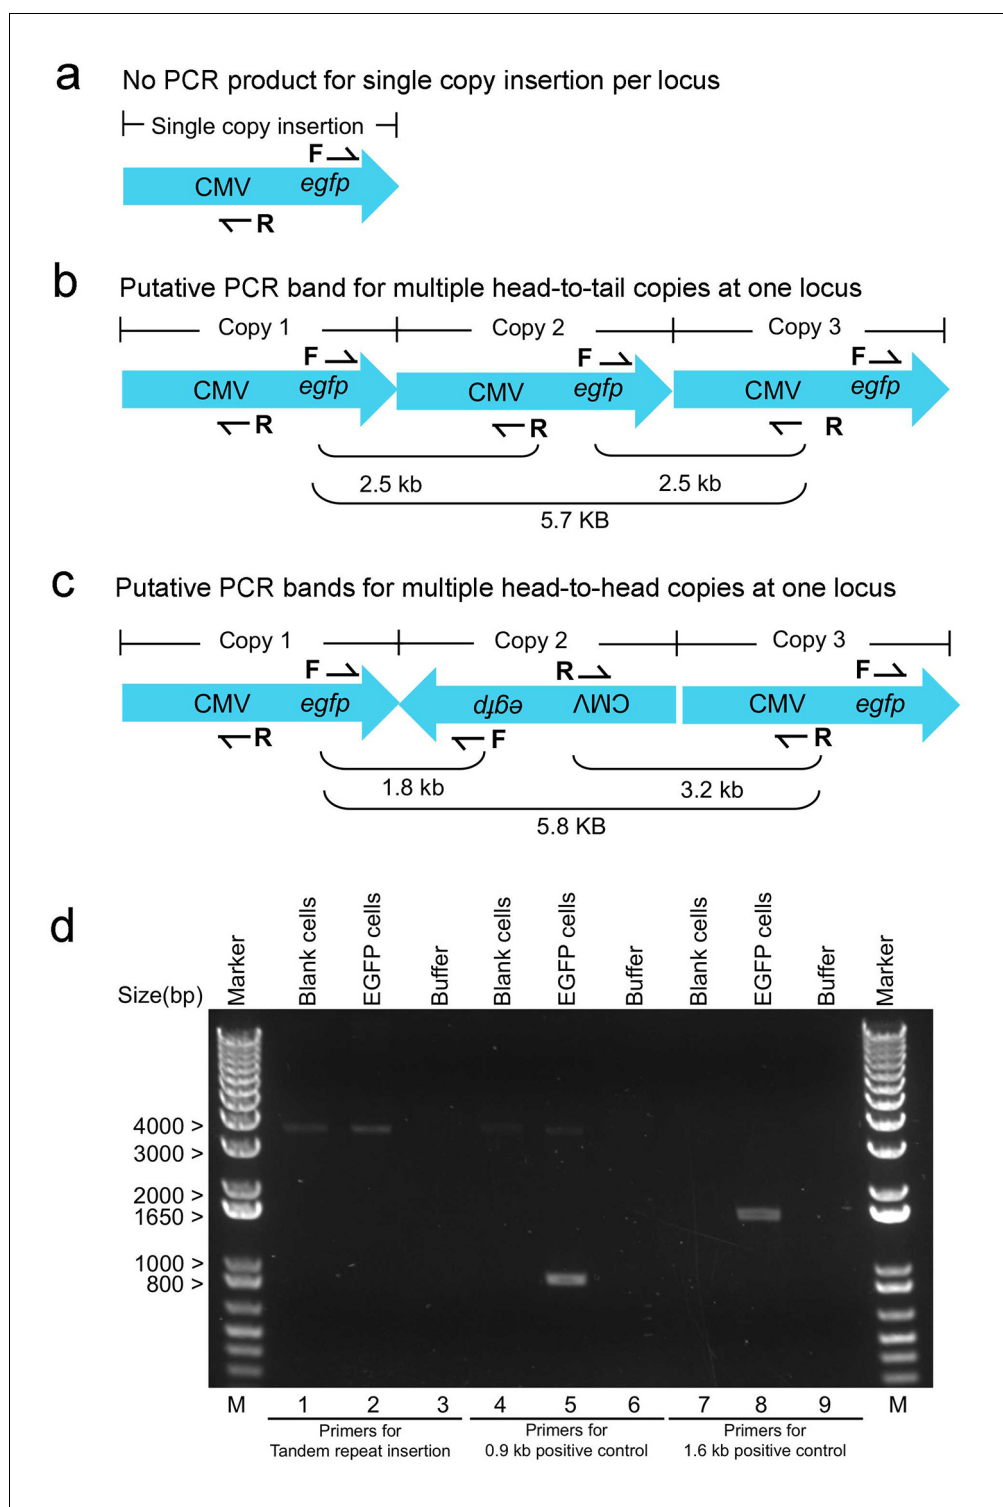 a No PCR product for single copy insertion per locus
Single copy insertion
F
CMV egfp
R
b Putative PCR band for multiple head-to-tail copies at one locus
Copy 1 Copy 2 Copy 3
F F F
CMV egfp CMV egfp CMV egfp
R R R
2.5 kb 2.5 kb
5.7 KB
c Putative PCR bands for multiple head-to-head copies at one locus
Copy 1 Copy 2 Copy 3
F R F
CMV egfp egfp CMV CMV egfp
R F R
1.8 kb 3.2 kb
5.8 KB
d
Size(bp) Marker Blank cells EGFP cells Buffer Blank cells EGFP cells Buffer Blank cells EGFP cells Buffer Marker
4000 >
3000 >
2000 >
1650 >
1000 >
800 >
M 1 2 3 4 5 6 7 8 9 M
Primers for Primers for Primers for
Tandem repeat insertion 0.9 kb positive control 1.6 kb positive control